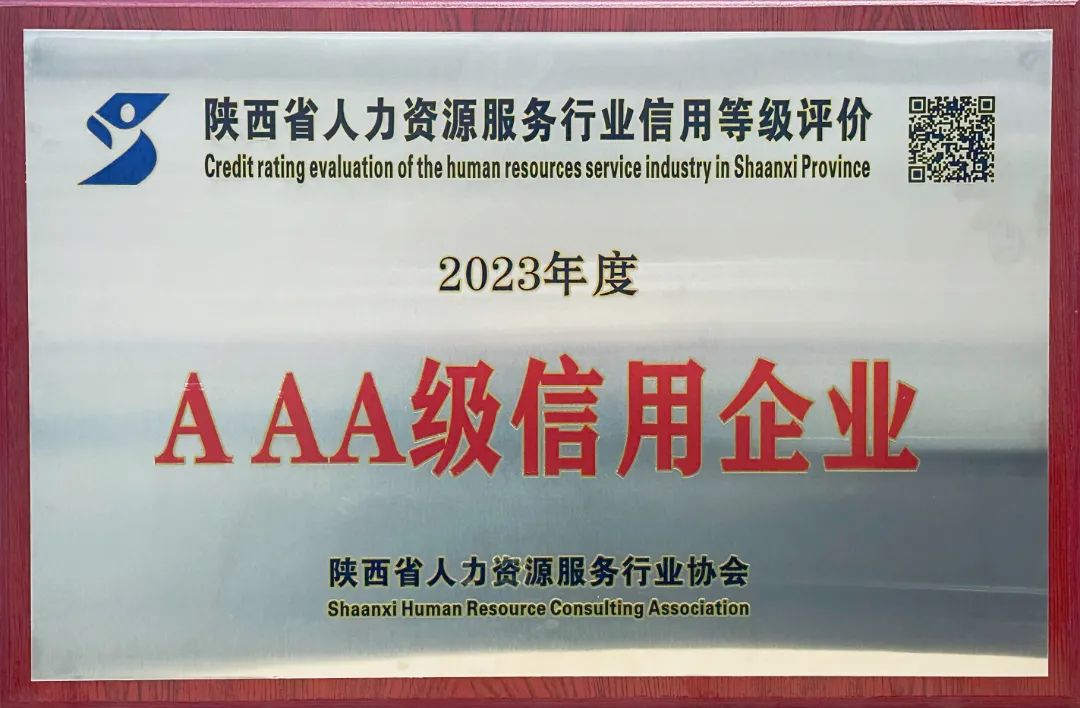 陕西省人力资源服务行业信用等级评价
Credit rating evaluation of the human resources service industry in Shaanxi Province
2023年度
AAA级信用企业
陕西省人力资源服务行业协会
Shaanxi Human Resource Consulting Association